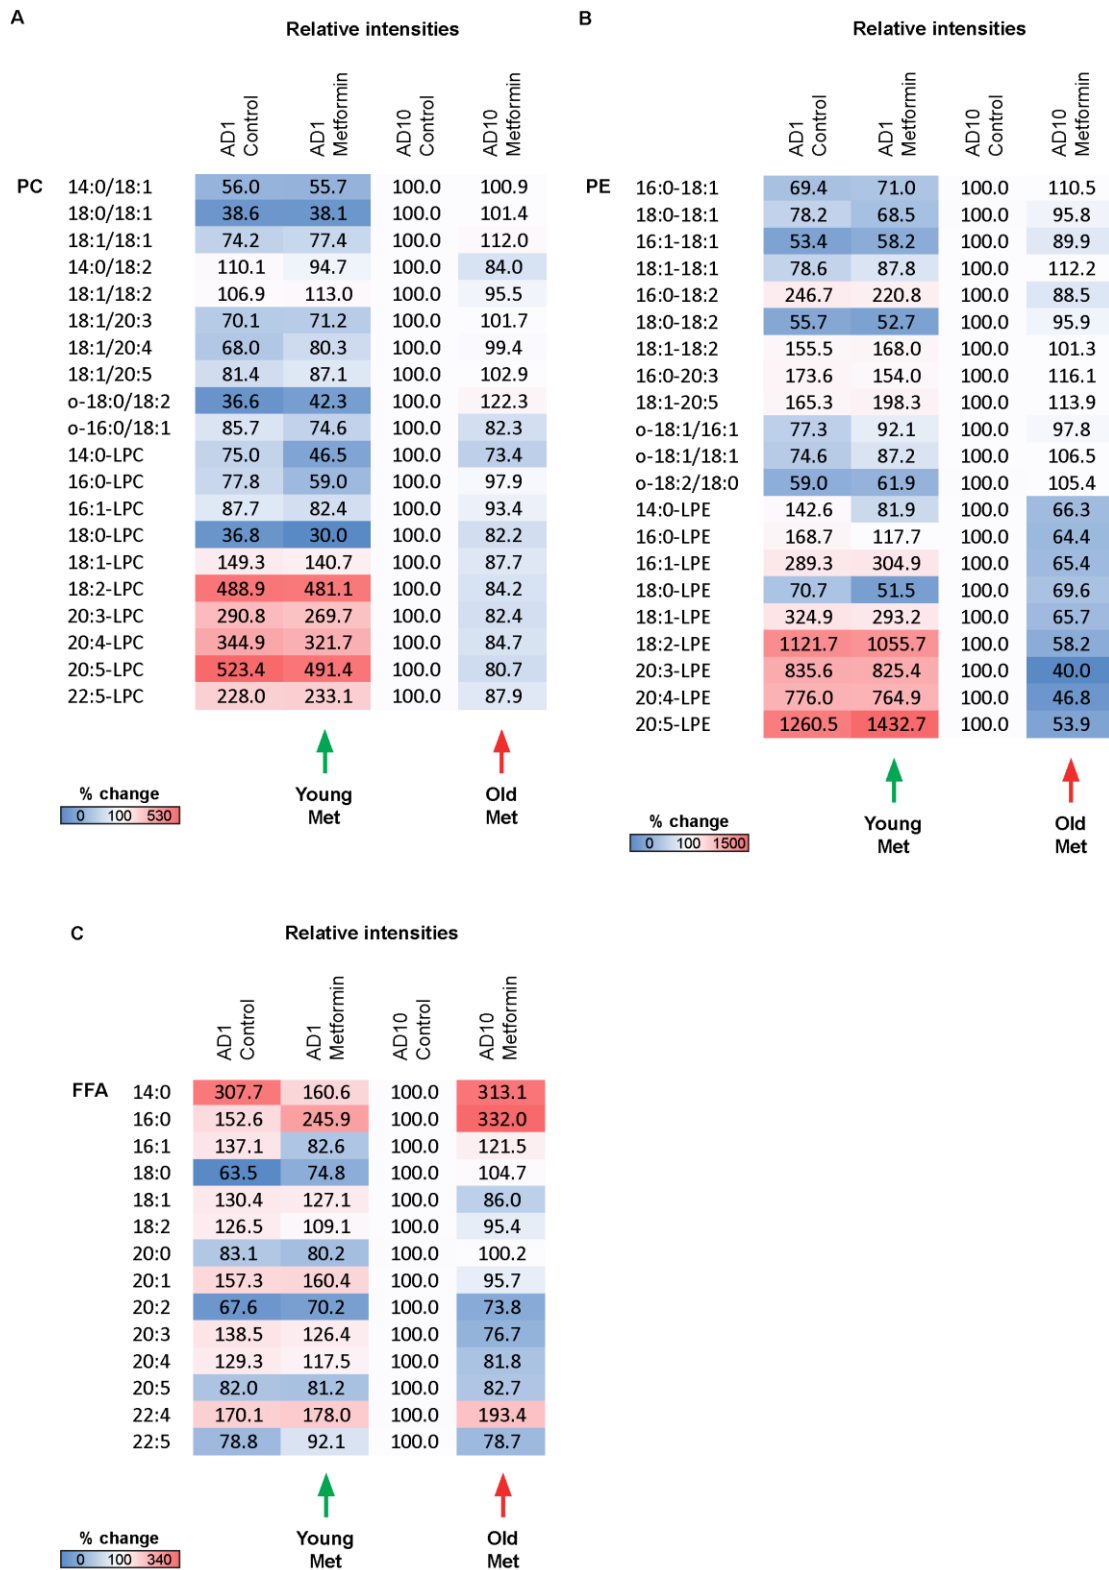 A
Relative intensities
AD1 Control
AD1 Metformin
AD10 Control
AD10 Metformin
PC 14:0/18:1 56.0 55.7 100.0 100.9
18:0/18:1 38.6 38.1 100.0 101.4
18:1/18:1 74.2 77.4 100.0 112.0
14:0/18:2 110.1 94.7 100.0 84.0
18:1/18:2 106.9 113.0 100.0 95.5
18:1/20:3 70.1 71.2 100.0 101.7
18:1/20:4 68.0 80.3 100.0 99.4
18:1/20:5 81.4 87.1 100.0 102.9
o-18:0/18:2 36.6 42.3 100.0 122.3
o-16:0/18:1 85.7 74.6 100.0 82.3
14:0-LPC 75.0 46.5 100.0 73.4
16:0-LPC 77.8 59.0 100.0 97.9
16:1-LPC 87.7 82.4 100.0 93.4
18:0-LPC 36.8 30.0 100.0 82.2
18:1-LPC 149.3 140.7 100.0 87.7
18:2-LPC 488.9 481.1 100.0 84.2
20:3-LPC 290.8 269.7 100.0 82.4
20:4-LPC 344.9 321.7 100.0 84.7
20:5-LPC 523.4 491.4 100.0 80.7
22:5-LPC 228.0 233.1 100.0 87.9
% change
0 100 530
Young Met
Old Met
B
Relative intensities
AD1 Control
AD1 Metformin
AD10 Control
AD10 Metformin
PE 16:0-18:1 69.4 71.0 100.0 110.5
18:0-18:1 78.2 68.5 100.0 95.8
16:1-18:1 53.4 58.2 100.0 89.9
18:1-18:1 78.6 87.8 100.0 112.2
16:0-18:2 246.7 220.8 100.0 88.5
18:0-18:2 55.7 52.7 100.0 95.9
18:1-18:2 155.5 168.0 100.0 101.3
16:0-20:3 173.6 154.0 100.0 116.1
18:1-20:5 165.3 198.3 100.0 113.9
o-18:1/16:1 77.3 92.1 100.0 97.8
o-18:1/18:1 74.6 87.2 100.0 106.5
o-18:2/18:0 59.0 61.9 100.0 105.4
14:0-LPE 142.6 81.9 100.0 66.3
16:0-LPE 168.7 117.7 100.0 64.4
16:1-LPE 289.3 304.9 100.0 65.4
18:0-LPE 70.7 51.5 100.0 69.6
18:1-LPE 324.9 293.2 100.0 65.7
18:2-LPE 1121.7 1055.7 100.0 58.2
20:3-LPE 835.6 825.4 100.0 40.0
20:4-LPE 776.0 764.9 100.0 46.8
20:5-LPE 1260.5 1432.7 100.0 53.9
% change
0 100 1500
Young Met
Old Met
C
Relative intensities
AD1 Control
AD1 Metformin
AD10 Control
AD10 Metformin
FFA 14:0 307.7 160.6 100.0 313.1
16:0 152.6 245.9 100.0 332.0
16:1 137.1 82.6 100.0 121.5
18:0 63.5 74.8 100.0 104.7
18:1 130.4 127.1 100.0 86.0
18:2 126.5 109.1 100.0 95.4
20:0 83.1 80.2 100.0 100.2
20:1 157.3 160.4 100.0 95.7
20:2 67.6 70.2 100.0 73.8
20:3 138.5 126.4 100.0 76.7
20:4 129.3 117.5 100.0 81.8
20:5 82.0 81.2 100.0 82.7
22:4 170.1 178.0 100.0 193.4
22:5 78.8 92.1 100.0 78.7
% change
0 100 340
Young Met
Old Met